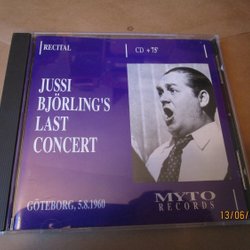 RECITAL
CD + 75'
JUSSI
BJÖRLING'S
LAST
CONCERT
GÖTEBORG, 5.8.1960
MYTO
RECORDS
13/06/